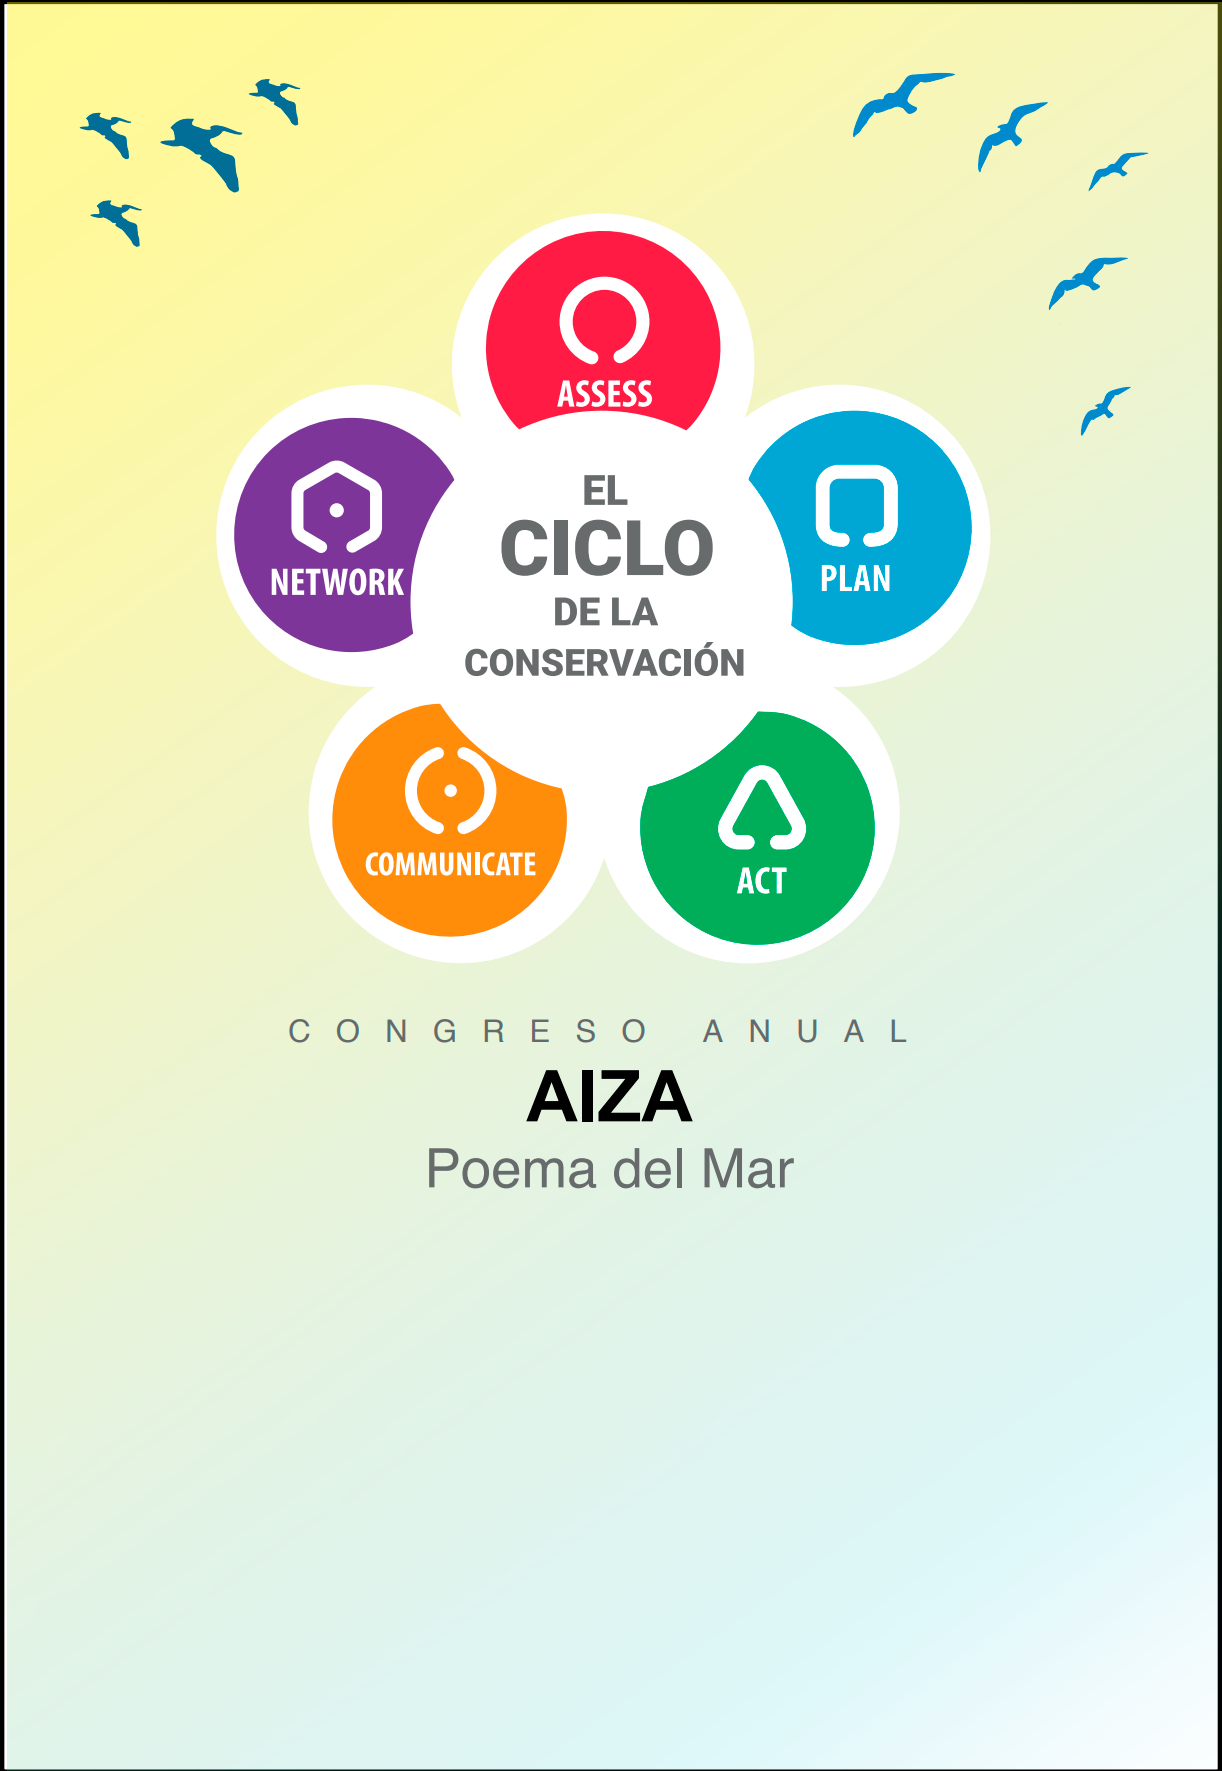 ASSESS
NETWORK
PLAN
EL
CICLO
DE LA
CONSERVACIÓN
COMMUNICATE
ACT
CONGRESO ANUAL
AIZA
Poema del Mar